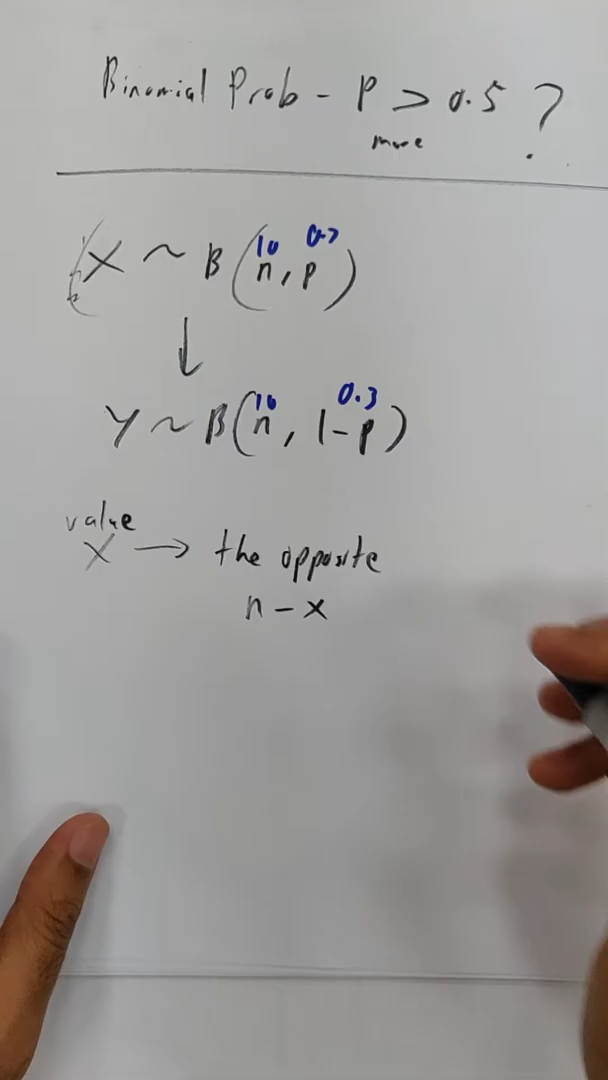 Binomial Prob - P > 0.5 ?
more
10 0.7
X ~ B(n, p)
↓
10 0.3
Y ~ B(n, 1-p)
value
x → the opposite
n - x